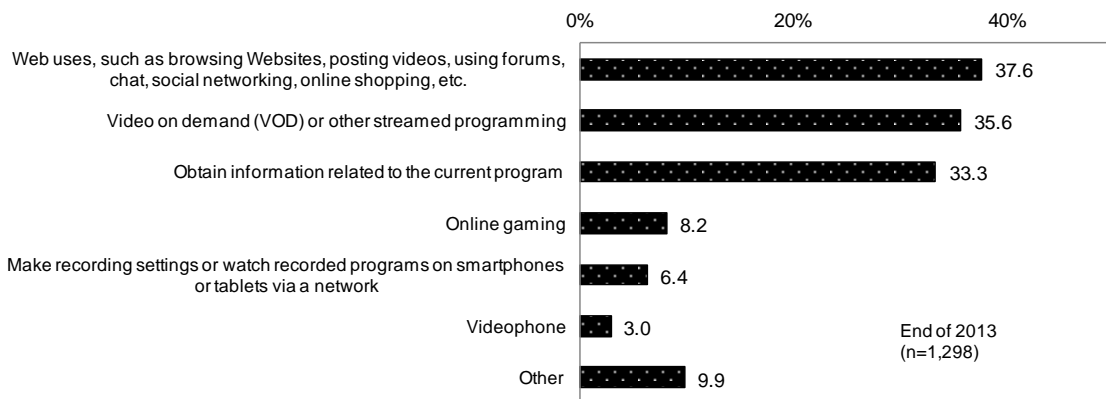 0% 20% 40%
Web uses, such as browsing Websites, posting videos, using forums,
chat, social networking, online shopping, etc.
37.6
Video on demand (VOD) or other streamed programming
35.6
Obtain information related to the current program
33.3
Online gaming
8.2
Make recording settings or watch recorded programs on smartphones
or tablets via a network
6.4
Videophone
3.0
End of 2013
(n=1,298)
Other
9.9